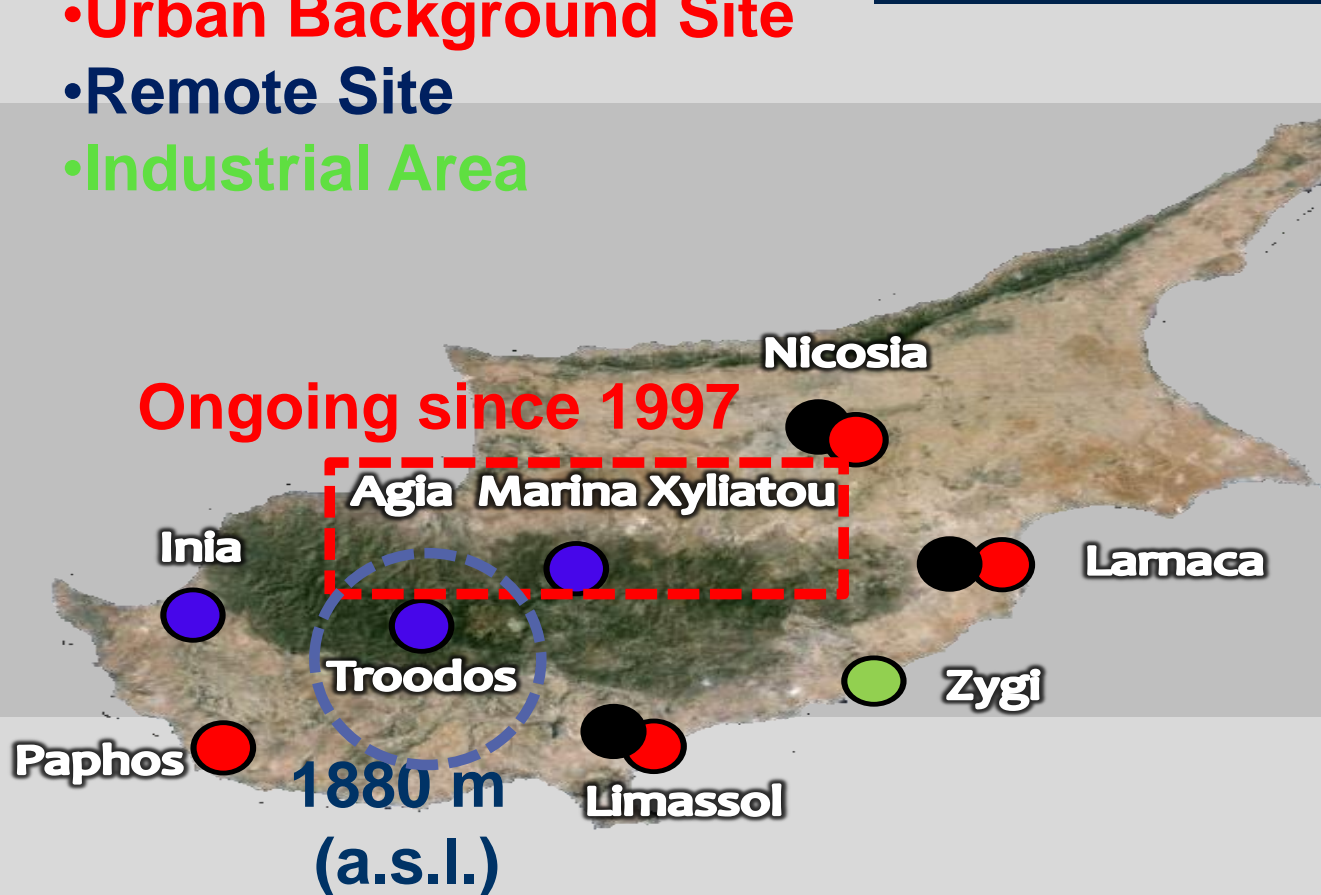 •Urban Background Site
•Remote Site
•Industrial Area
Nicosia
Ongoing since 1997
Agia Marina Xyliatou
Inia
Larnaca
Troodos
Zygi
Paphos
1880 m
(a.s.l.)
Limassol